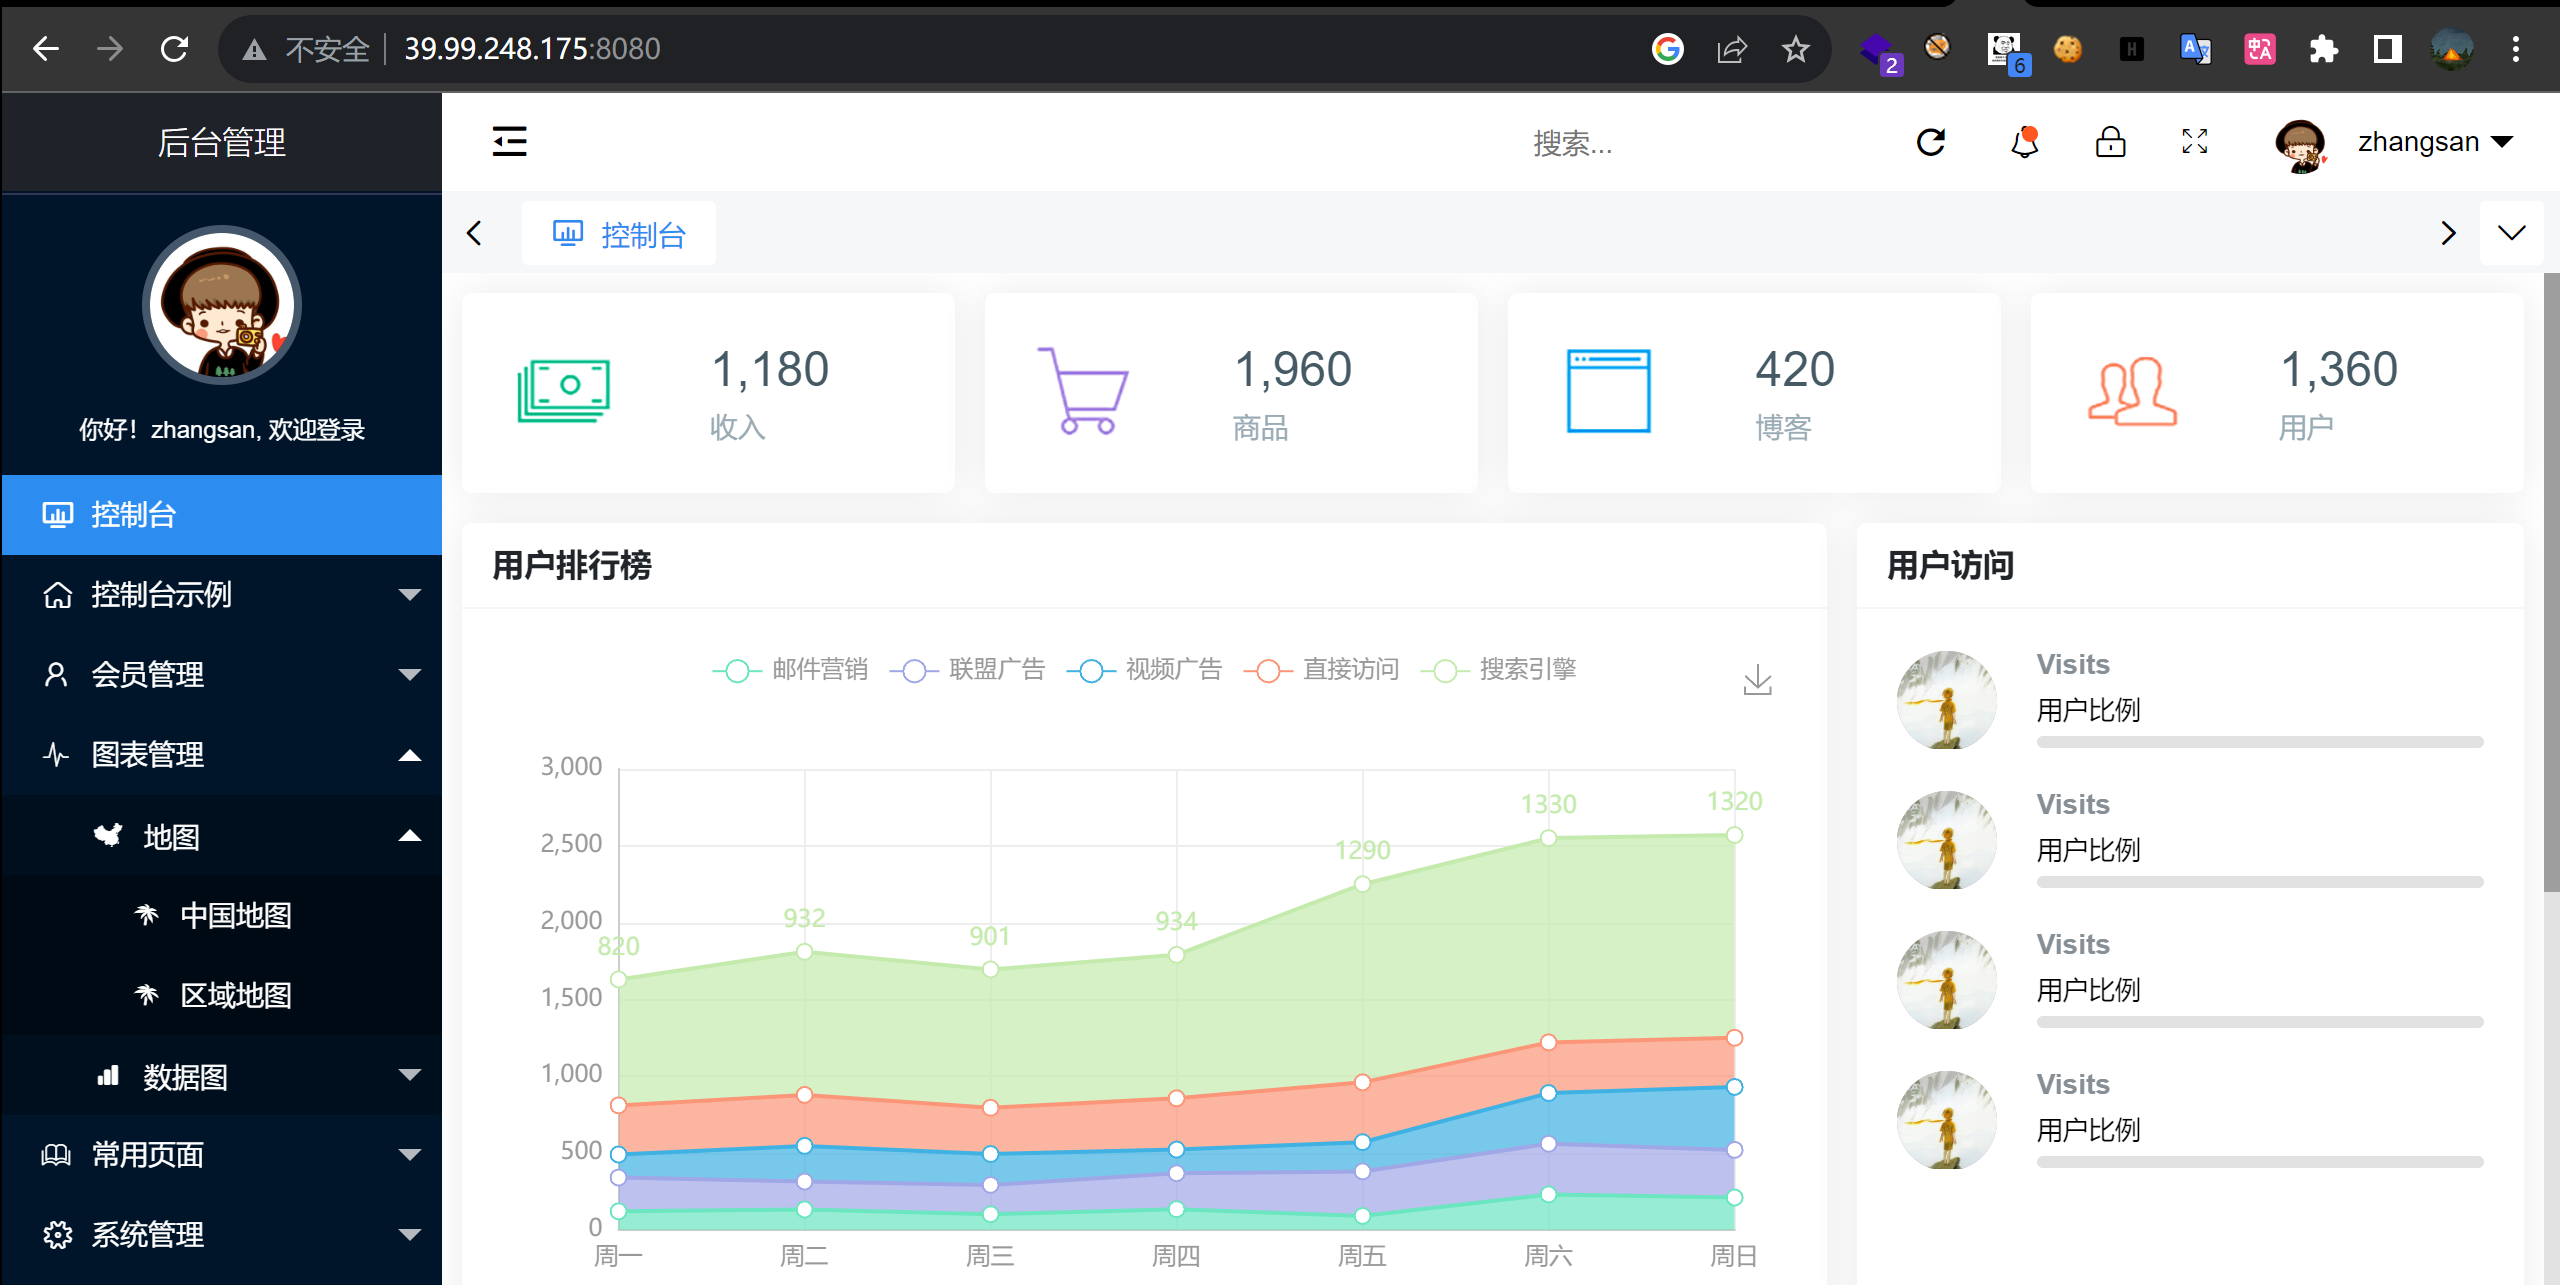 不安全 39.99.248.175:8080
2
6
后台管理
搜索...
zhangsan
控制台
你好！zhangsan, 欢迎登录
控制台
控制台示例
会员管理
图表管理
地图
中国地图
区域地图
数据图
常用页面
系统管理
1,180
收入
1,960
商品
420
博客
1,360
用户
用户排行榜
邮件营销 联盟广告 视频广告 直接访问 搜索引擎
3,000
2,500
2,000
1,500
1,000
500
0
820 932 901 934 1290 1330 1320
周一 周二 周三 周四 周五 周六 周日
用户访问
Visits
用户比例
Visits
用户比例
Visits
用户比例
Visits
用户比例